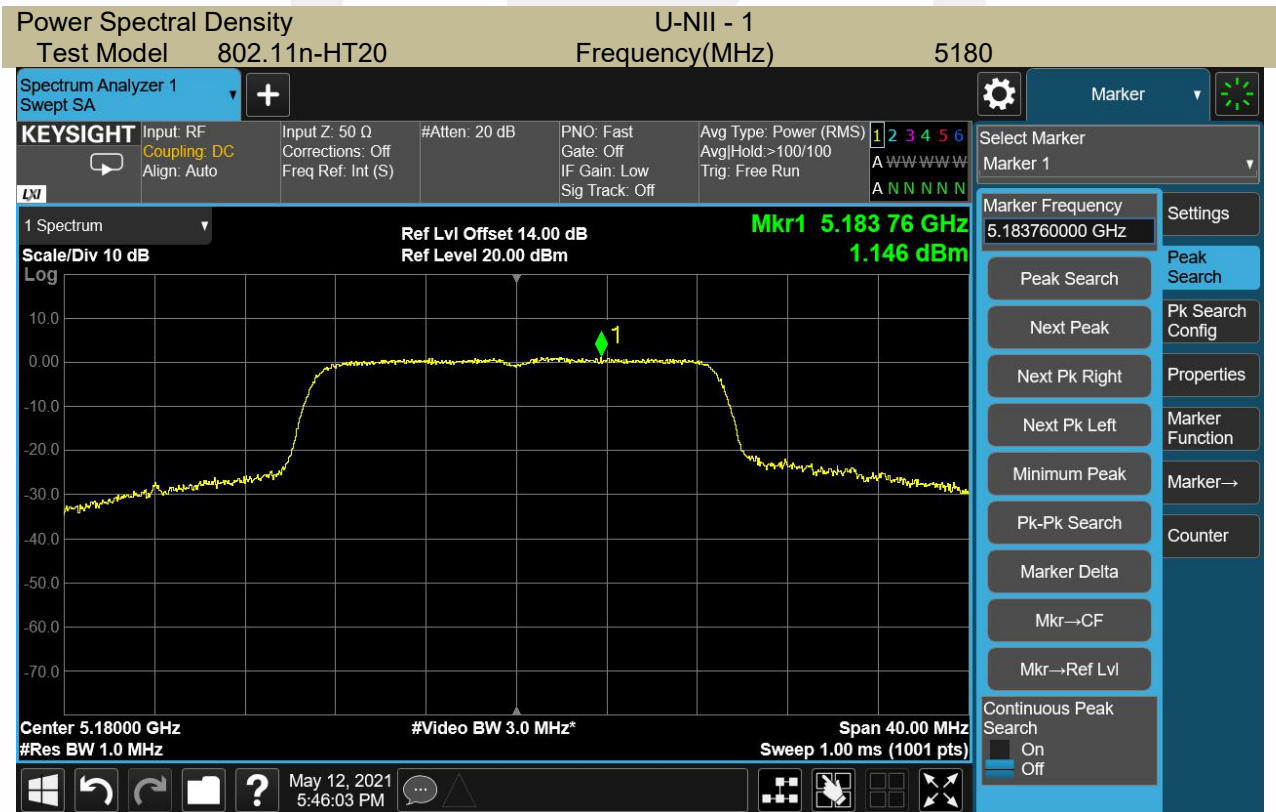 Power Spectral Density U-NII - 1
Test Model 802.11n-HT20 Frequency(MHz) 5180
Spectrum Analyzer 1
Swept SA
+
Marker
KEYSIGHT
LXI
Input: RF
Coupling: DC
Align: Auto
Input Z: 50 Ω
Corrections: Off
Freq Ref: Int (S)
#Atten: 20 dB
PNO: Fast
Gate: Off
IF Gain: Low
Sig Track: Off
Avg Type: Power (RMS)
Avg|Hold:>100/100
Trig: Free Run
1 2 3 4 5 6
A W W W W W
A N N N N N
Select Marker
Marker 1
1 Spectrum
Scale/Div 10 dB
Log
Ref Lvl Offset 14.00 dB
Ref Level 20.00 dBm
Mkr1 5.183 76 GHz
1.146 dBm
1
10.0
0.00
-10.0
-20.0
-30.0
-40.0
-50.0
-60.0
-70.0
Center 5.18000 GHz
#Res BW 1.0 MHz
#Video BW 3.0 MHz*
Span 40.00 MHz
Sweep 1.00 ms (1001 pts)
Marker Frequency
5.183760000 GHz
Peak Search
Next Peak
Next Pk Right
Next Pk Left
Minimum Peak
Pk-Pk Search
Marker Delta
Mkr→CF
Mkr→Ref Lvl
Continuous Peak
Search
On
Off
Settings
Peak
Search
Pk Search
Config
Properties
Marker
Function
Marker→
Counter
?
May 12, 2021
5:46:03 PM